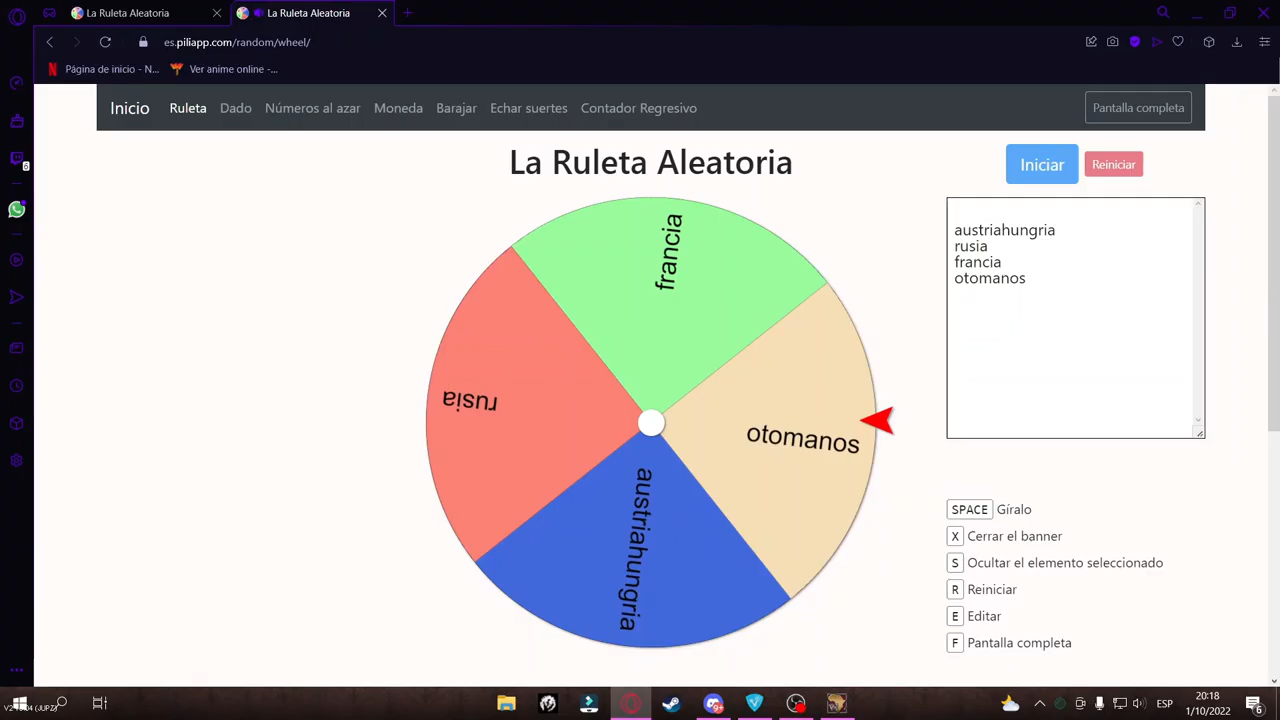 La Ruleta Aleatoria
La Ruleta Aleatoria
es.piliapp.com/random/wheel/
Página de inicio - N...
Ver anime online -...
Inicio Ruleta Dado Números al azar Moneda Barajar Echar suertes Contador Regresivo Pantalla completa
La Ruleta Aleatoria
Iniciar
Reiniciar
austriahungria
rusia
francia
otomanos
francia
rusia
otomanos
austriahungria
SPACE Gíralo
X Cerrar el banner
S Ocultar el elemento seleccionado
R Reiniciar
E Editar
F Pantalla completa
ESP
20:18
1/10/2022